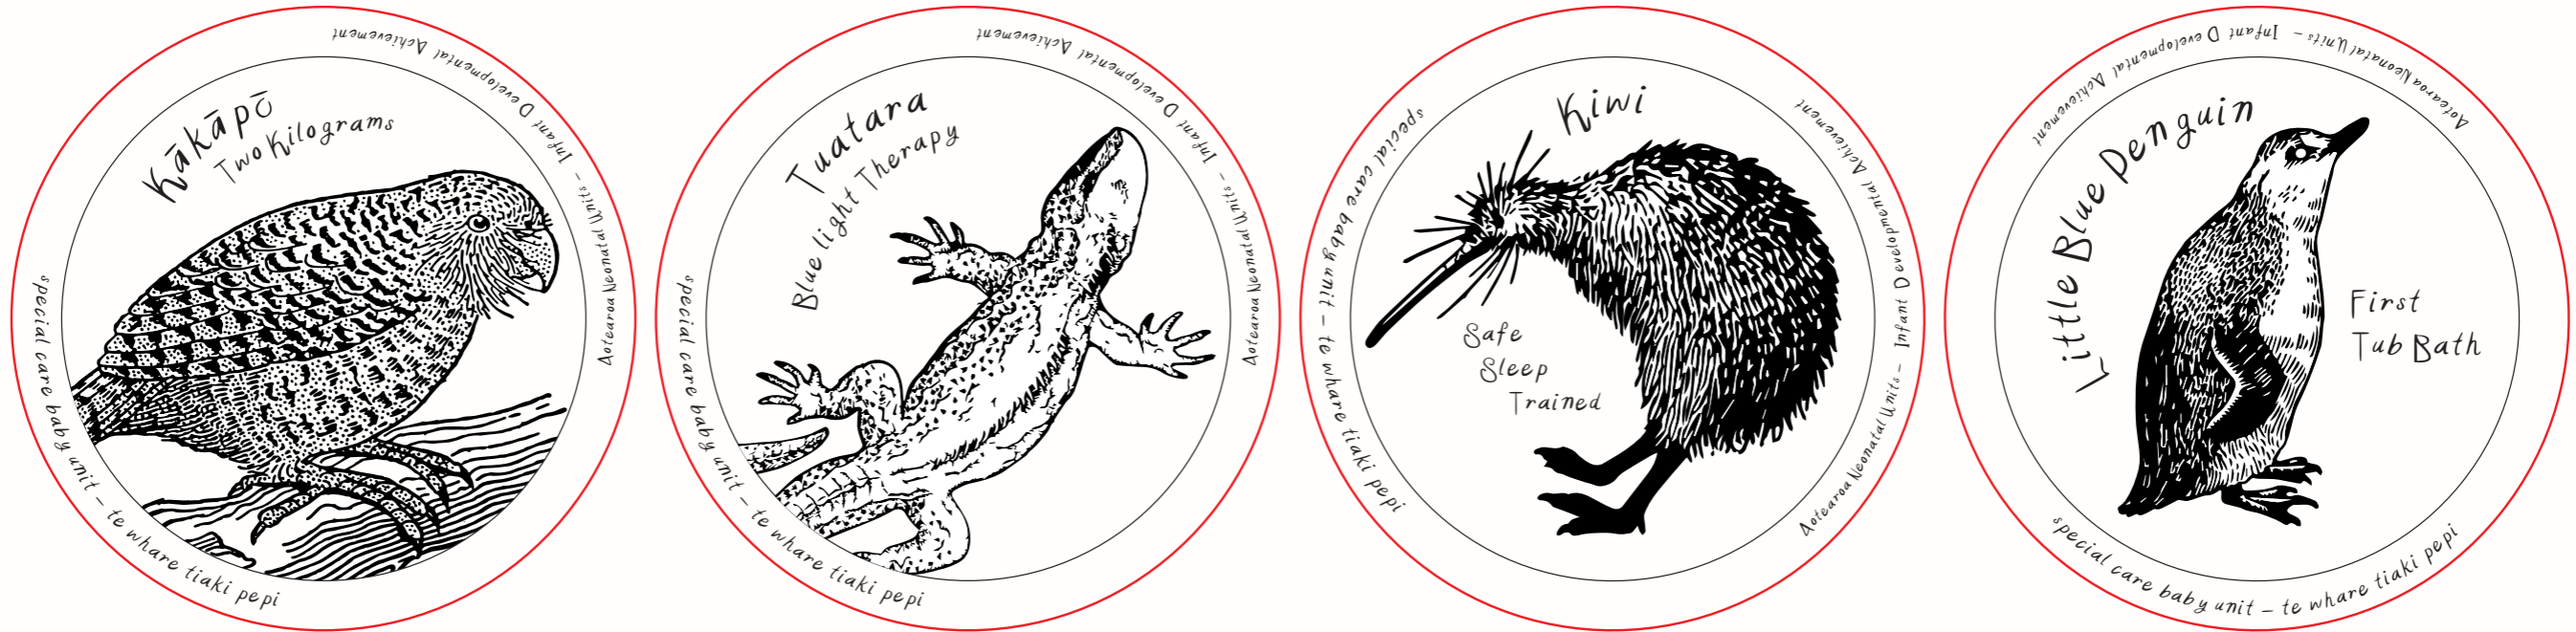 Kākāpō
Two Kilograms
special care baby unit – te whare tiaki pepi
Aotearoa Neonatal Units – Infant Developmental Achievement
Tuatara
Blue light Therapy
special care baby unit – te whare tiaki pepi
Aotearoa Neonatal Units – Infant Developmental Achievement
Kiwi
Safe
Sleep
Trained
special care baby unit – te whare tiaki pepi
Aotearoa Neonatal Units – Infant Developmental Achievement
Little Blue Penguin
First
Tub Bath
special care baby unit – te whare tiaki pepi
Aotearoa Neonatal Units – Infant Developmental Achievement